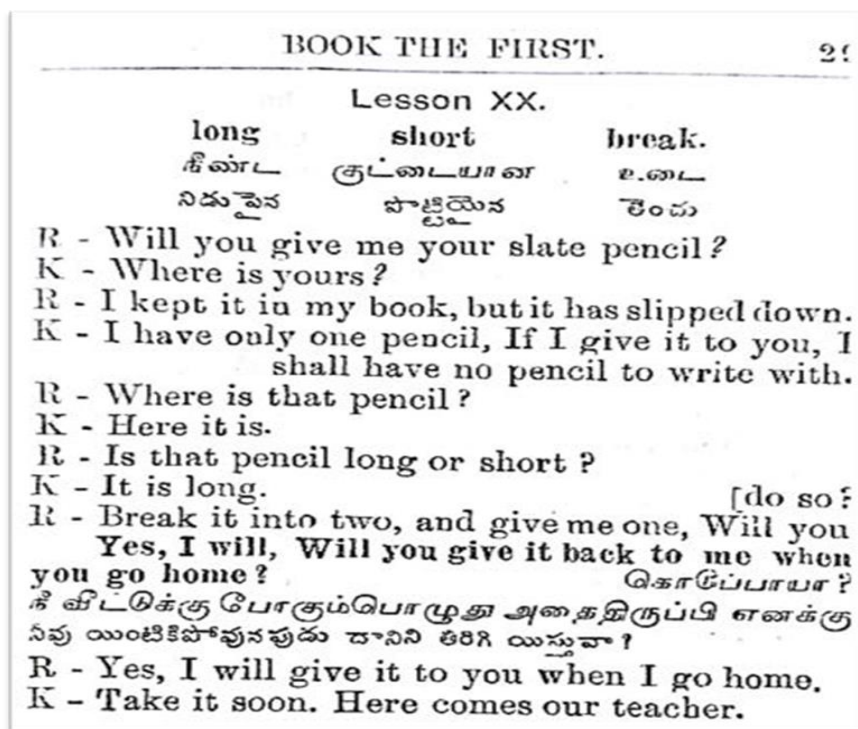 BOOK THE FIRST.
Lesson XX.
long short break.
நீண்ட குட்டையான உடை
నిడుపైన పొట్టియైన తెంచు
R - Will you give me your slate pencil?
K - Where is yours?
R - I kept it in my book, but it has slipped down.
K - I have only one pencil, If I give it to you, I
shall have no pencil to write with.
R - Where is that pencil?
K - Here it is.
R - Is that pencil long or short?
K - It is long. [do so?
R - Break it into two, and give me one, Will you
Yes, I will, Will you give it back to me when
you go home? கொடுப்பாயா?
நீ வீட்டுக்கு போகும்பொழுது அதைதிருப்பி எனக்கு
నీవు యింటికిపోవునపుడు దానిని తిరిగి యిస్తువా?
R - Yes, I will give it to you when I go home.
K - Take it soon. Here comes our teacher.